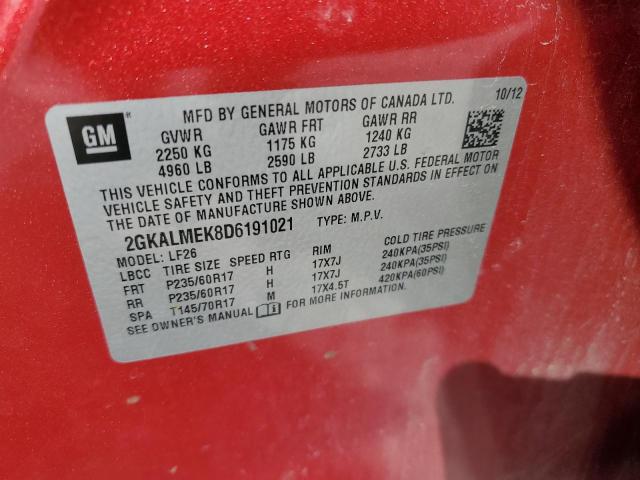 GM
MFD BY GENERAL MOTORS OF CANADA LTD. 10/12
GVWR GAWR FRT GAWR RR
2250 KG 1175 KG 1240 KG
4960 LB 2590 LB 2733 LB
THIS VEHICLE CONFORMS TO ALL APPLICABLE U.S. FEDERAL MOTOR
VEHICLE SAFETY AND THEFT PREVENTION STANDARDS IN EFFECT ON
THE DATE OF MANUFACTURE SHOWN ABOVE.
2GKALMEK8D6191021 TYPE: M.P.V.
MODEL: LF26
LBCC TIRE SIZE SPEED RTG RIM COLD TIRE PRESSURE
FRT P235/60R17 H 17X7J 240KPA(35PSI)
RR P235/60R17 H 17X7J 240KPA(35PSI)
SPA T145/70R17 M 17X4.5T 420KPA(60PSI)
SEE OWNER'S MANUAL